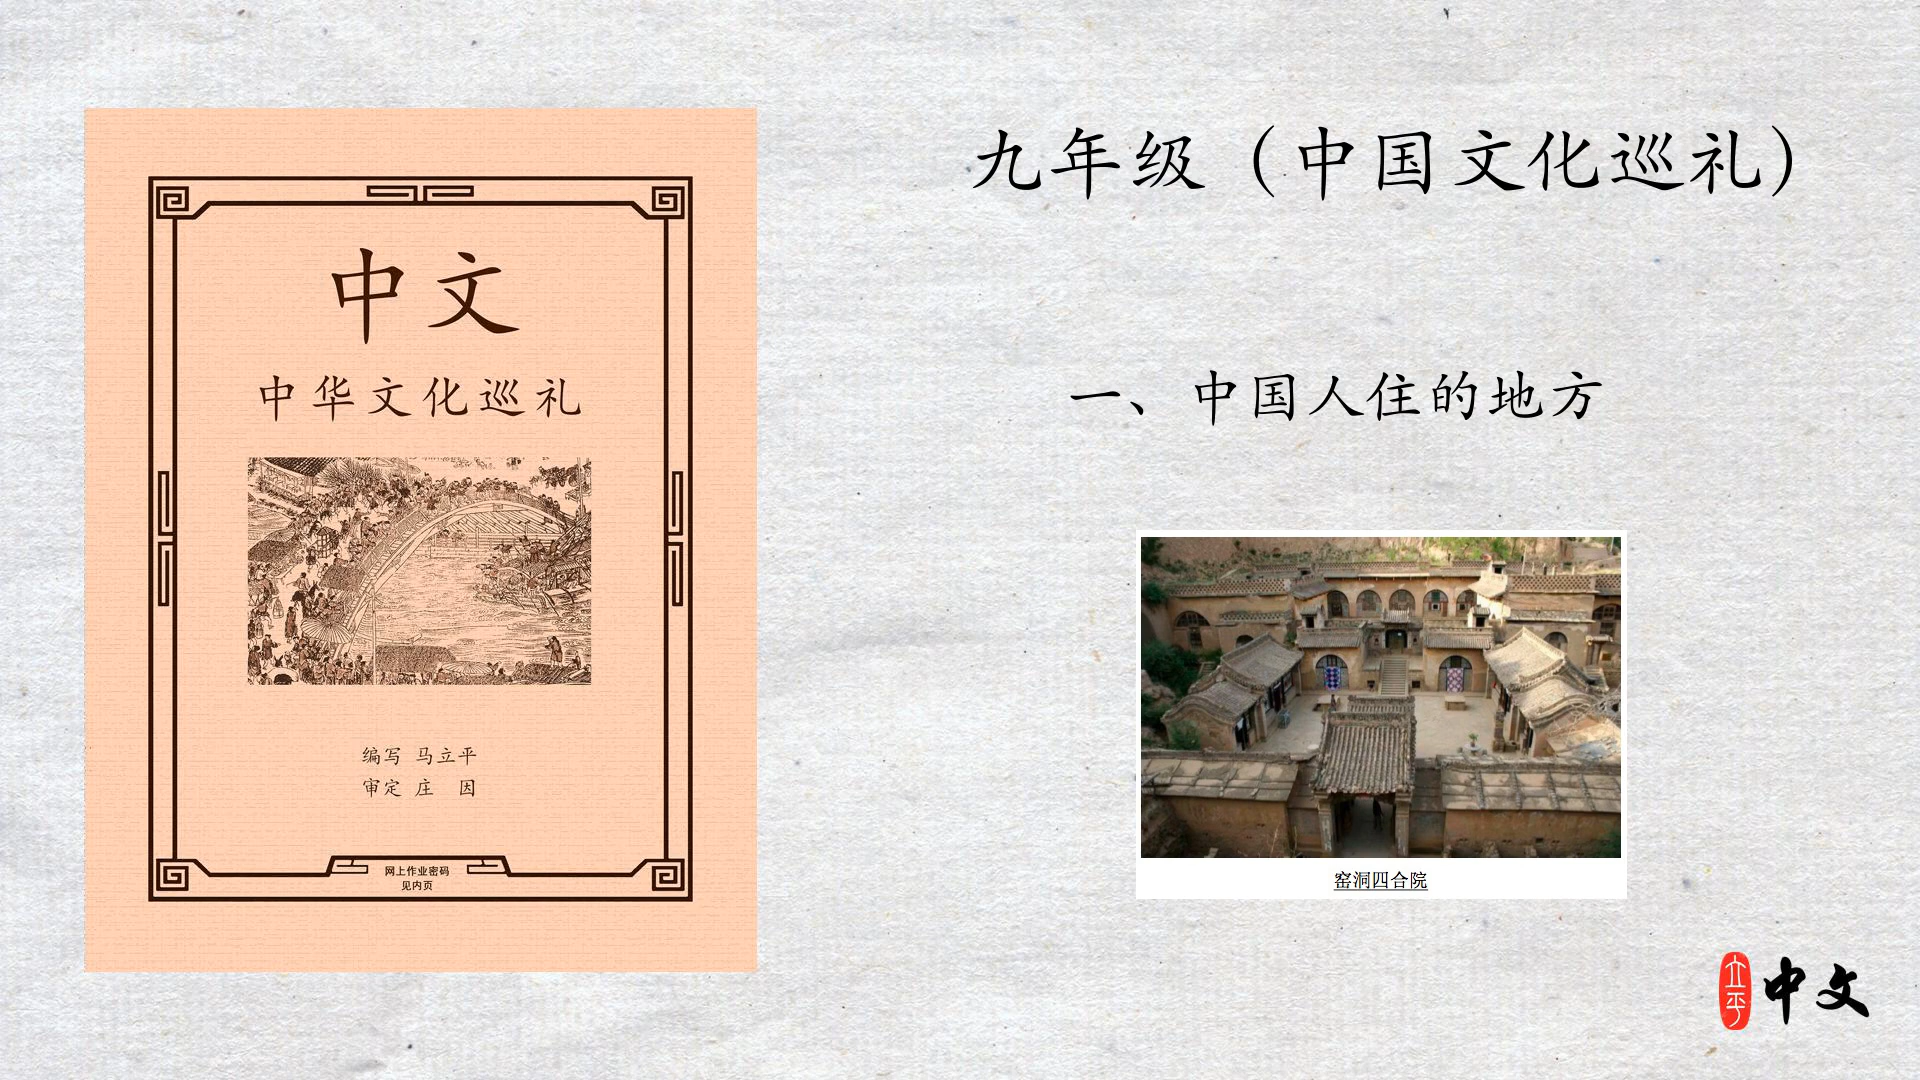 中文
中华文化巡礼
编写 马立平
审定 庄 因
网上作业密码
见内页
九年级（中国文化巡礼）
一、中国人住的地方
窑洞四合院
立平中文